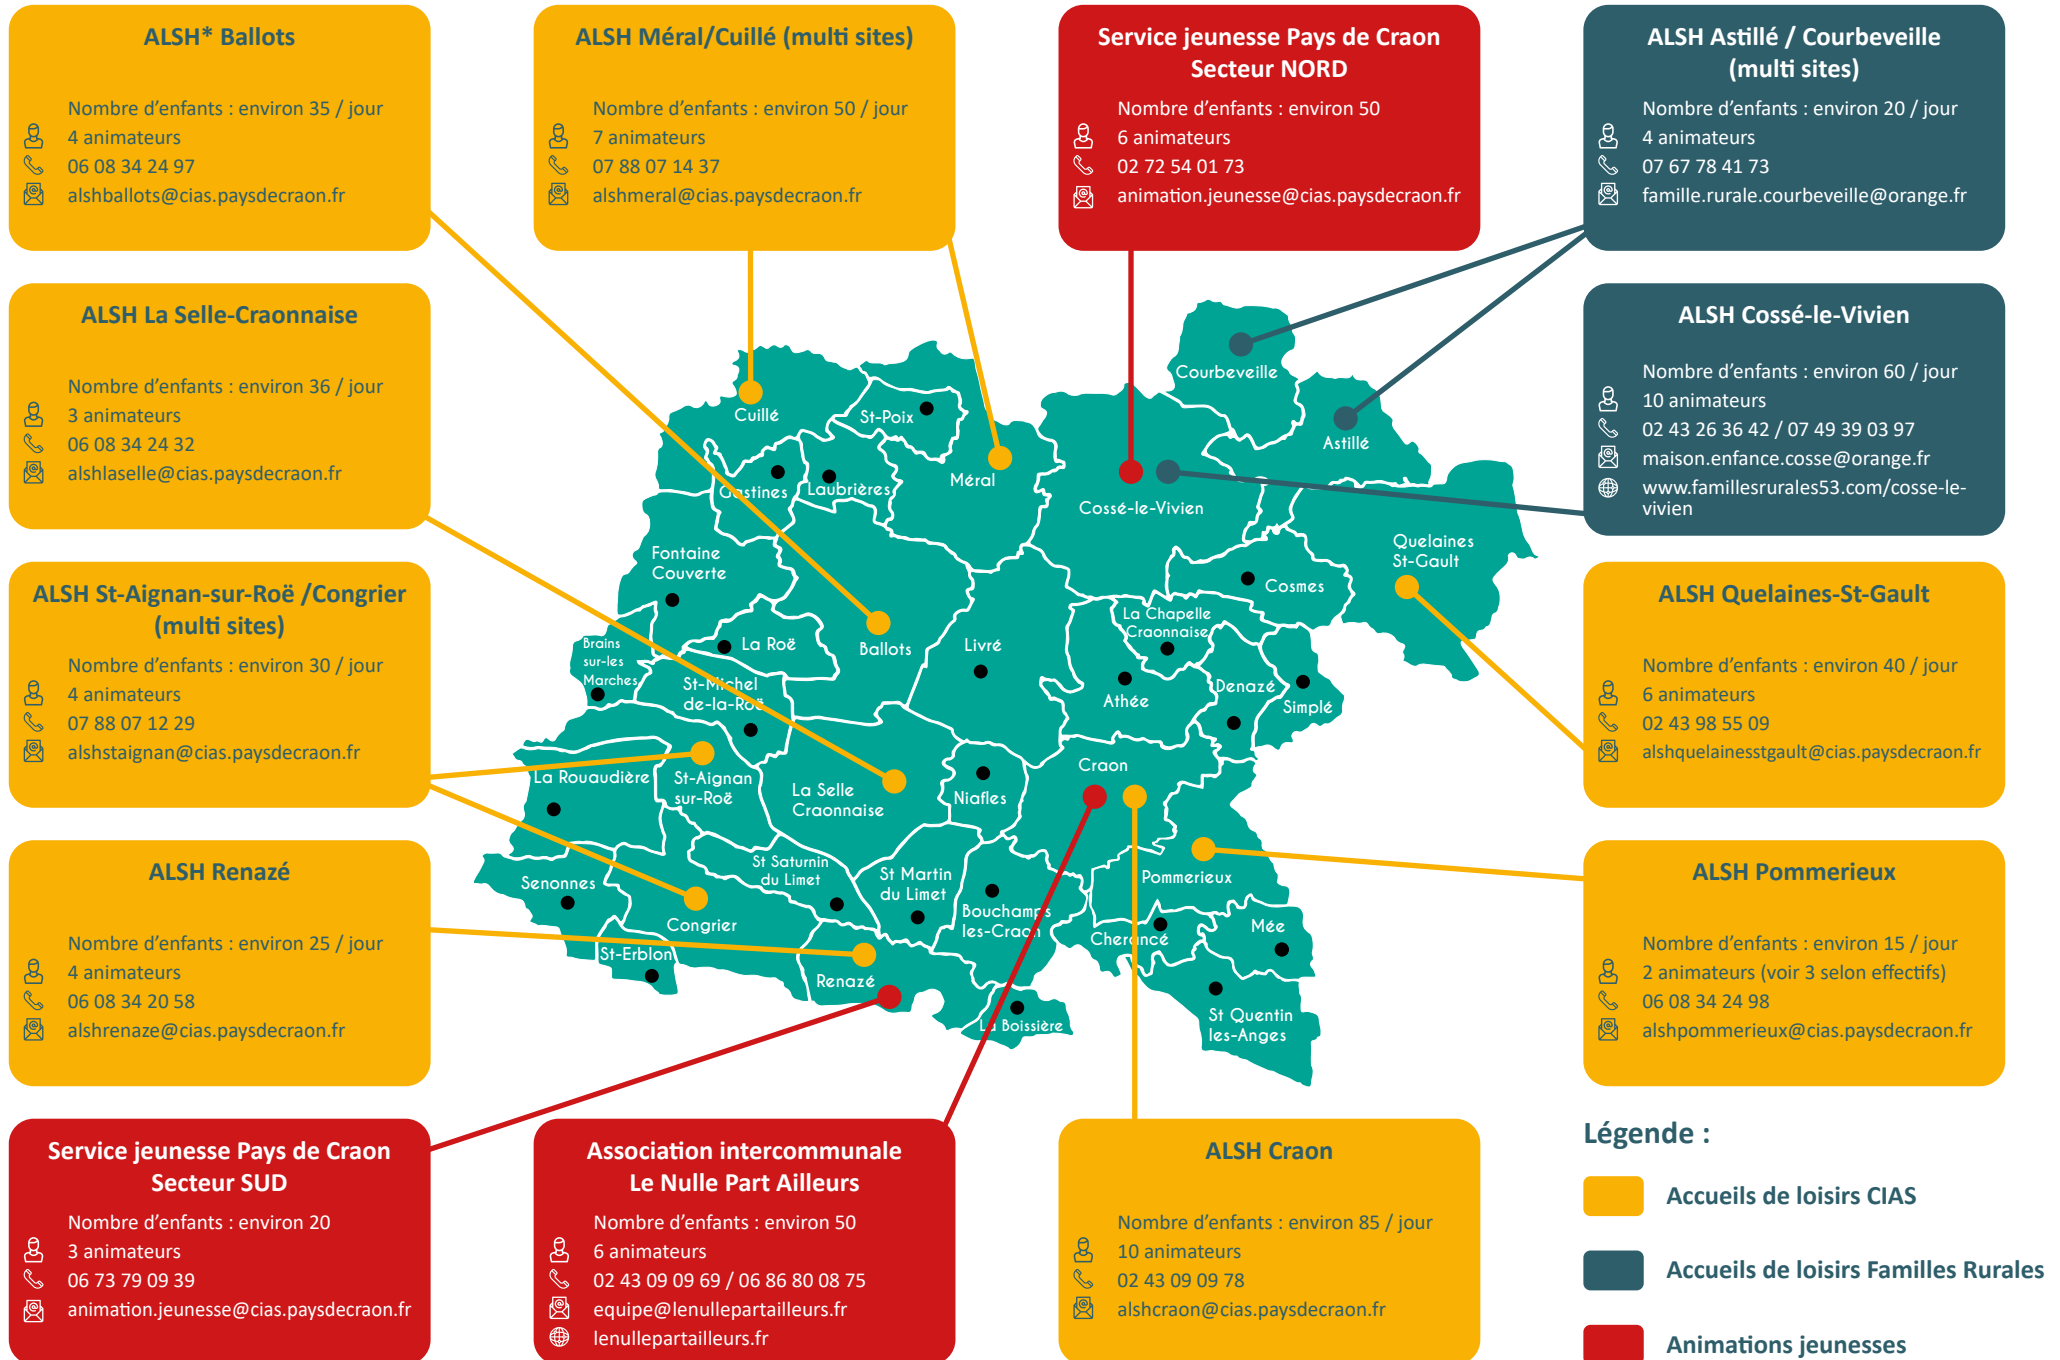 ALSH* Ballots
Nombre d’enfants : environ 35 / jour
4 animateurs
06 08 34 24 97
alshballots@cias.paysdecraon.fr
ALSH Méral/Cuillé (multi sites)
Nombre d’enfants : environ 50 / jour
7 animateurs
07 88 07 14 37
alshmeral@cias.paysdecraon.fr
Service jeunesse Pays de Craon
Secteur NORD
Nombre d’enfants : environ 50
6 animateurs
02 72 54 01 73
animation.jeunesse@cias.paysdecraon.fr
ALSH Astillé / Courbeveille
(multi sites)
Nombre d’enfants : environ 20 / jour
4 animateurs
07 67 78 41 73
famille.rurale.courbeveille@orange.fr
ALSH La Selle-Craonnaise
Nombre d’enfants : environ 36 / jour
3 animateurs
06 08 34 24 32
alshlaselle@cias.paysdecraon.fr
ALSH Cossé-le-Vivien
Nombre d’enfants : environ 60 / jour
10 animateurs
02 43 26 36 42 / 07 49 39 03 97
maison.enfance.cosse@orange.fr
www.famillesrurales53.com/cosse-le-
vivien
ALSH St-Aignan-sur-Roë /Congrier
(multi sites)
Nombre d’enfants : environ 30 / jour
4 animateurs
07 88 07 12 29
alshstaignan@cias.paysdecraon.fr
ALSH Quelaines-St-Gault
Nombre d’enfants : environ 40 / jour
6 animateurs
02 43 98 55 09
alshquelainesstgault@cias.paysdecraon.fr
ALSH Renazé
Nombre d’enfants : environ 25 / jour
4 animateurs
06 08 34 20 58
alshrenaze@cias.paysdecraon.fr
ALSH Pommerieux
Nombre d’enfants : environ 15 / jour
2 animateurs (voir 3 selon effectifs)
06 08 34 24 98
alshpommerieux@cias.paysdecraon.fr
Courbeveille
Cuillé
St-Poix
Astillé
Gastines
Laubrières
Méral
Cossé-le-Vivien
Quelaines
St-Gault
Fontaine
Couverte
Cosmes
La Chapelle
Craonnaise
Brains
sur-les
Marches
La Roë
Ballots
Livré
St-Michel
de-la-Roë
Athée
Denazé
Simplé
La Rouaudière
St-Aignan
sur-Roë
La Selle
Craonnaise
Niafles
Craon
Senonnes
St Saturnin
du Limet
St Martin
du Limet
Pommerieux
Congrier
Bouchamps
les-Craon
Cherancé
Mée
St-Erblon
Renazé
La Boissière
St Quentin
les-Anges
Service jeunesse Pays de Craon
Secteur SUD
Nombre d’enfants : environ 20
3 animateurs
06 73 79 09 39
animation.jeunesse@cias.paysdecraon.fr
Association intercommunale
Le Nulle Part Ailleurs
Nombre d’enfants : environ 50
6 animateurs
02 43 09 09 69 / 06 86 80 08 75
equipe@lenullepartailleurs.fr
lenullepartailleurs.fr
ALSH Craon
Nombre d’enfants : environ 85 / jour
10 animateurs
02 43 09 09 78
alshcraon@cias.paysdecraon.fr
Légende :
Accueils de loisirs CIAS
Accueils de loisirs Familles Rurales
Animations jeunesses